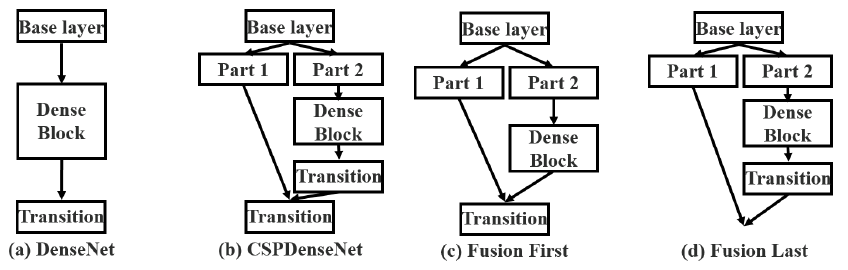 Base layer
Dense
Block
Transition
(a) DenseNet
Base layer
Part 1
Part 2
Dense
Block
Transition
Transition
(b) CSPDenseNet
Base layer
Part 1
Part 2
Dense
Block
Transition
(c) Fusion First
Base layer
Part 1
Part 2
Dense
Block
Transition
(d) Fusion Last